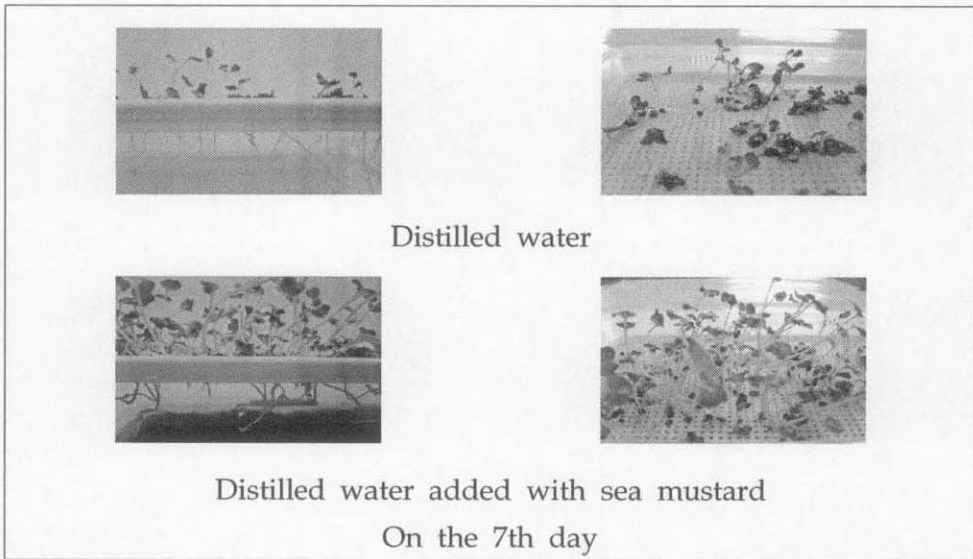 Distilled water
Distilled water added with sea mustard
On the 7th day